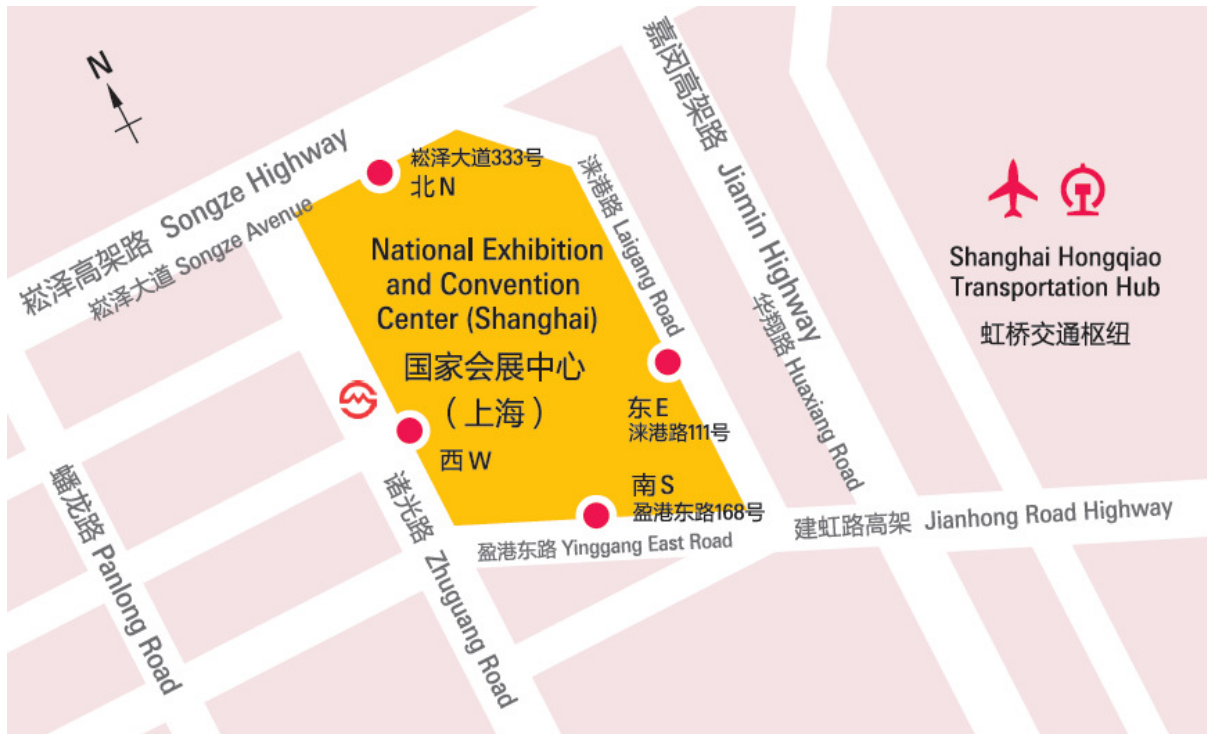 N
崧泽高架路 Songze Highway
崧泽大道 Songze Avenue
崧泽大道333号
北 N
National Exhibition
and Convention
Center (Shanghai)
国家会展中心
（上海）
涞港路 Laigang Road
嘉闵高架路 Jiamin Highway
华翔路 Huaxiang Road
Shanghai Hongqiao
Transportation Hub
虹桥交通枢纽
东 E
涞港路111号
西 W
南 S
盈港东路168号
盈港东路 Yinggang East Road
建虹路高架 Jianhong Road Highway
蟠龙路 Panlong Road
诸光路 Zhuguang Road